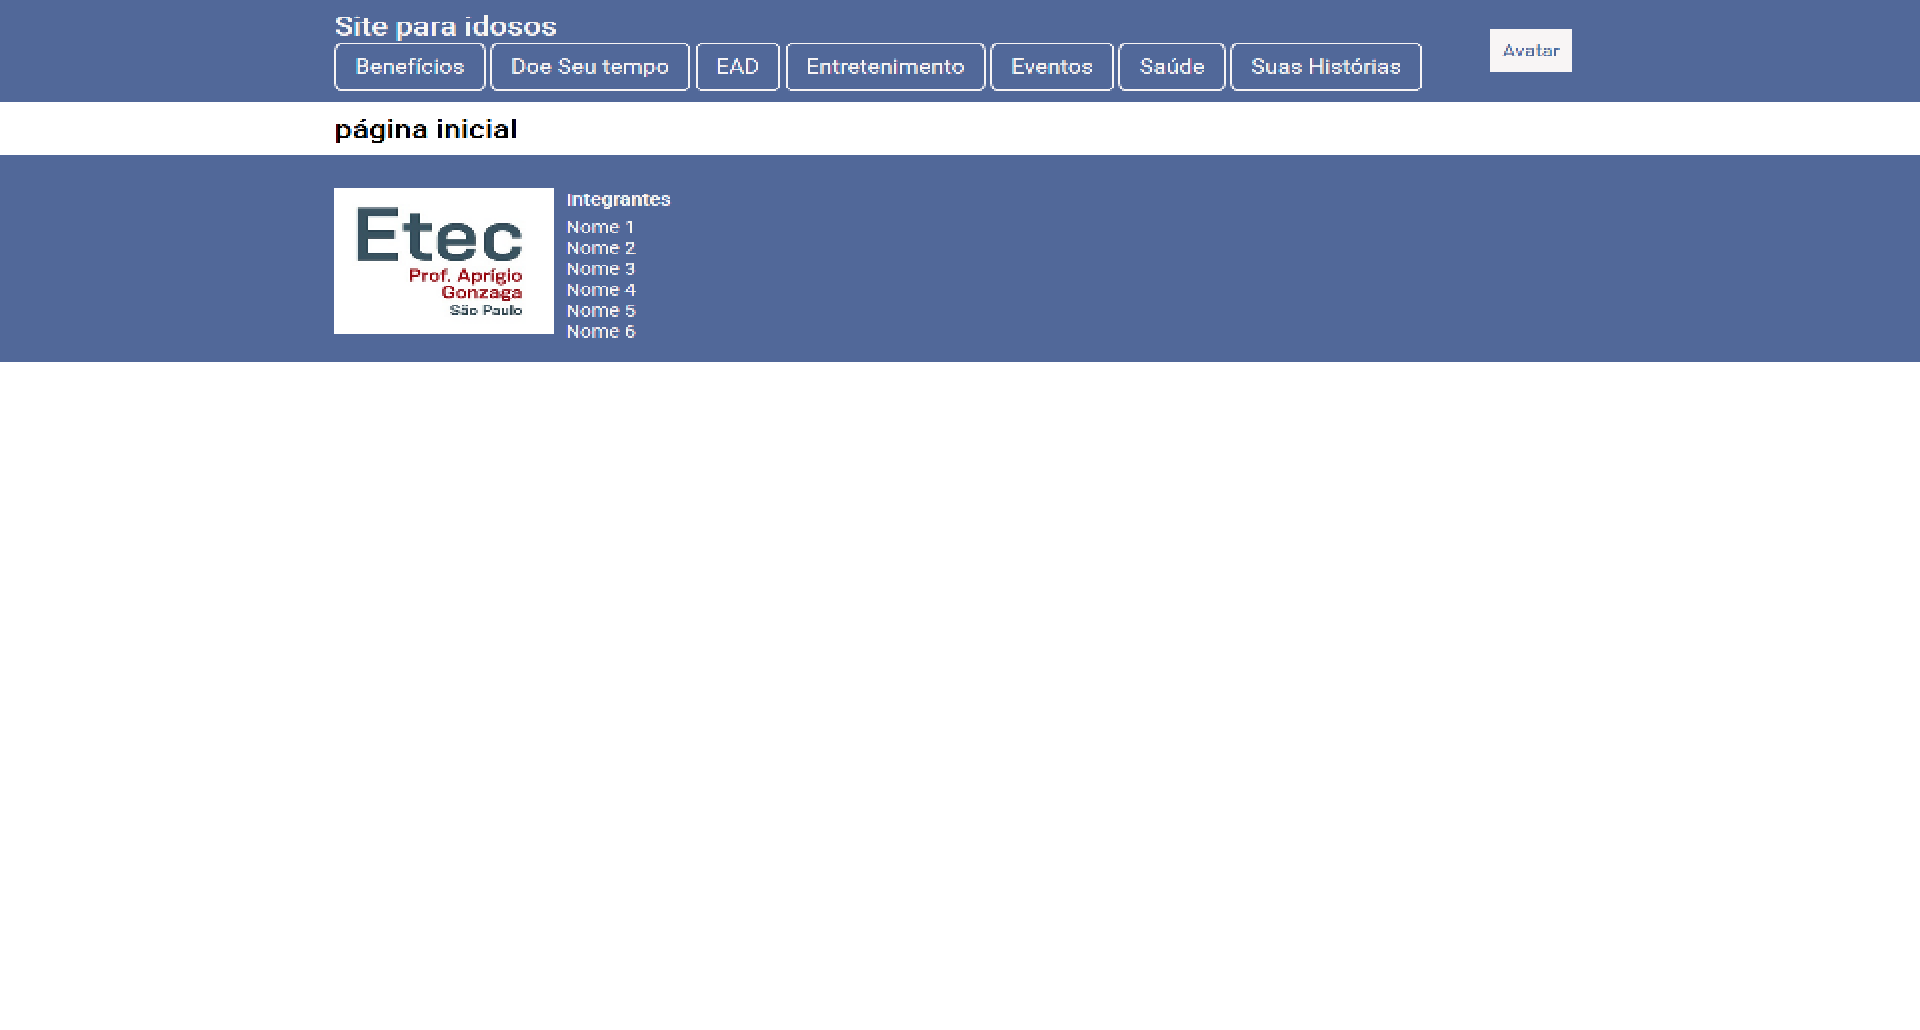 Site para idosos
Benefícios Doe Seu tempo EAD Entretenimento Eventos Saúde Suas Histórias
Avatar
página inicial
Etec
Prof. Aprígio
Gonzaga
São Paulo
Integrantes
Nome 1
Nome 2
Nome 3
Nome 4
Nome 5
Nome 6